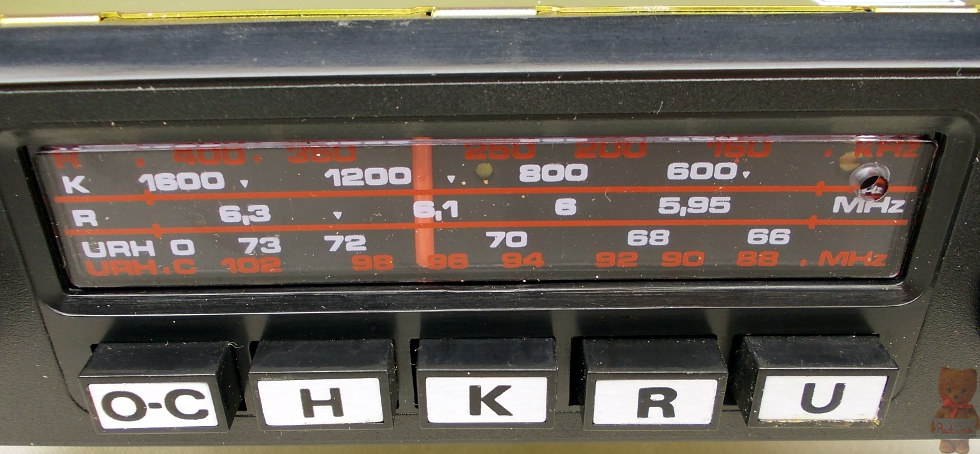 400 . 350 250 200 . kHz
K 1600 1200 800 600
R 6,3 6,1 6 5,95 MHz
URH O 73 72 70 68 66
URH.C 102 98 96 94 92 90 88 . MHz
O-C H K R U